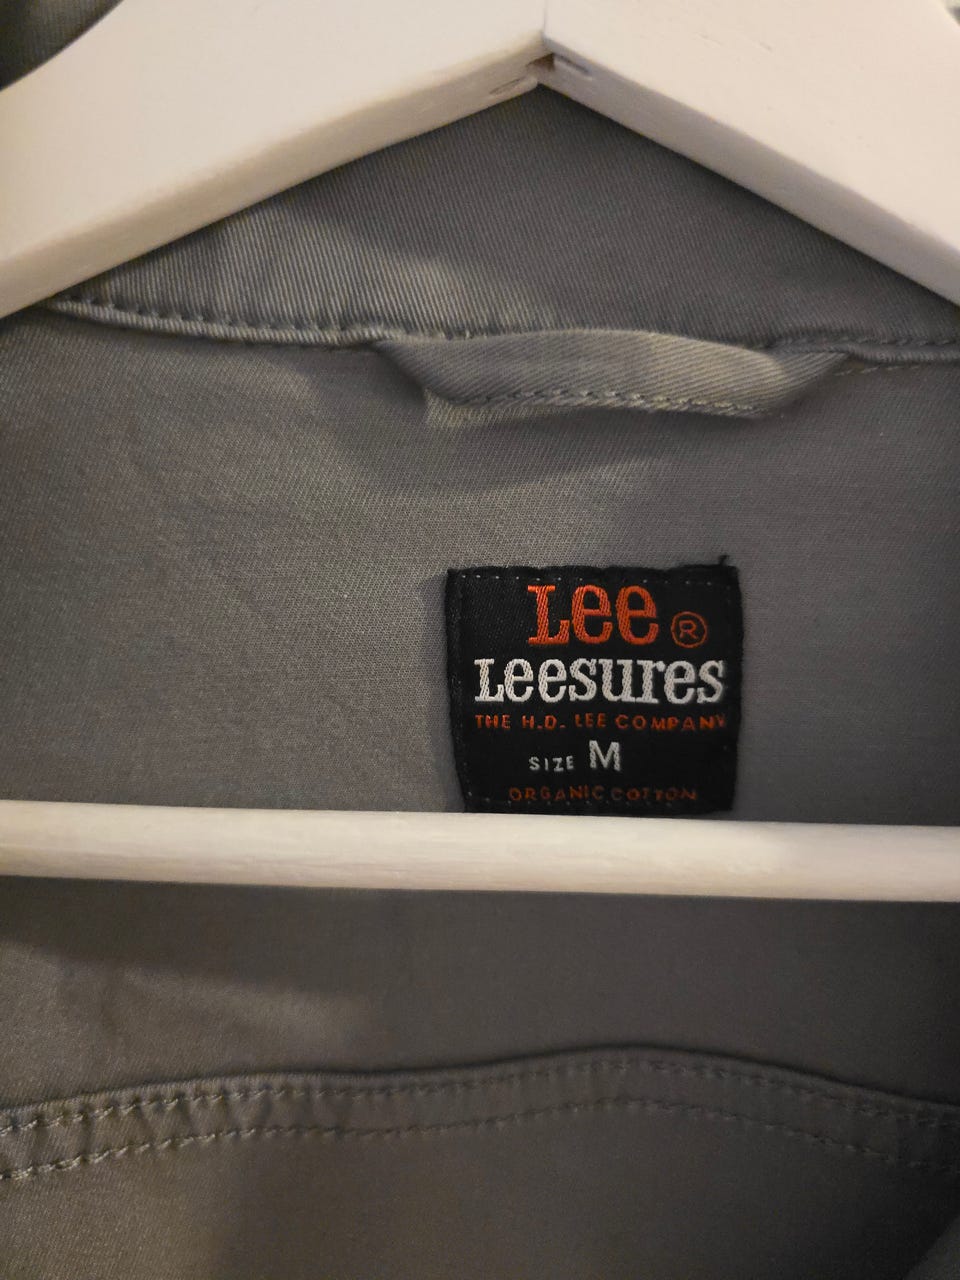 Lee ®
Leesures
THE H.D. LEE COMPANY
SIZE M
ORGANIC COTTON